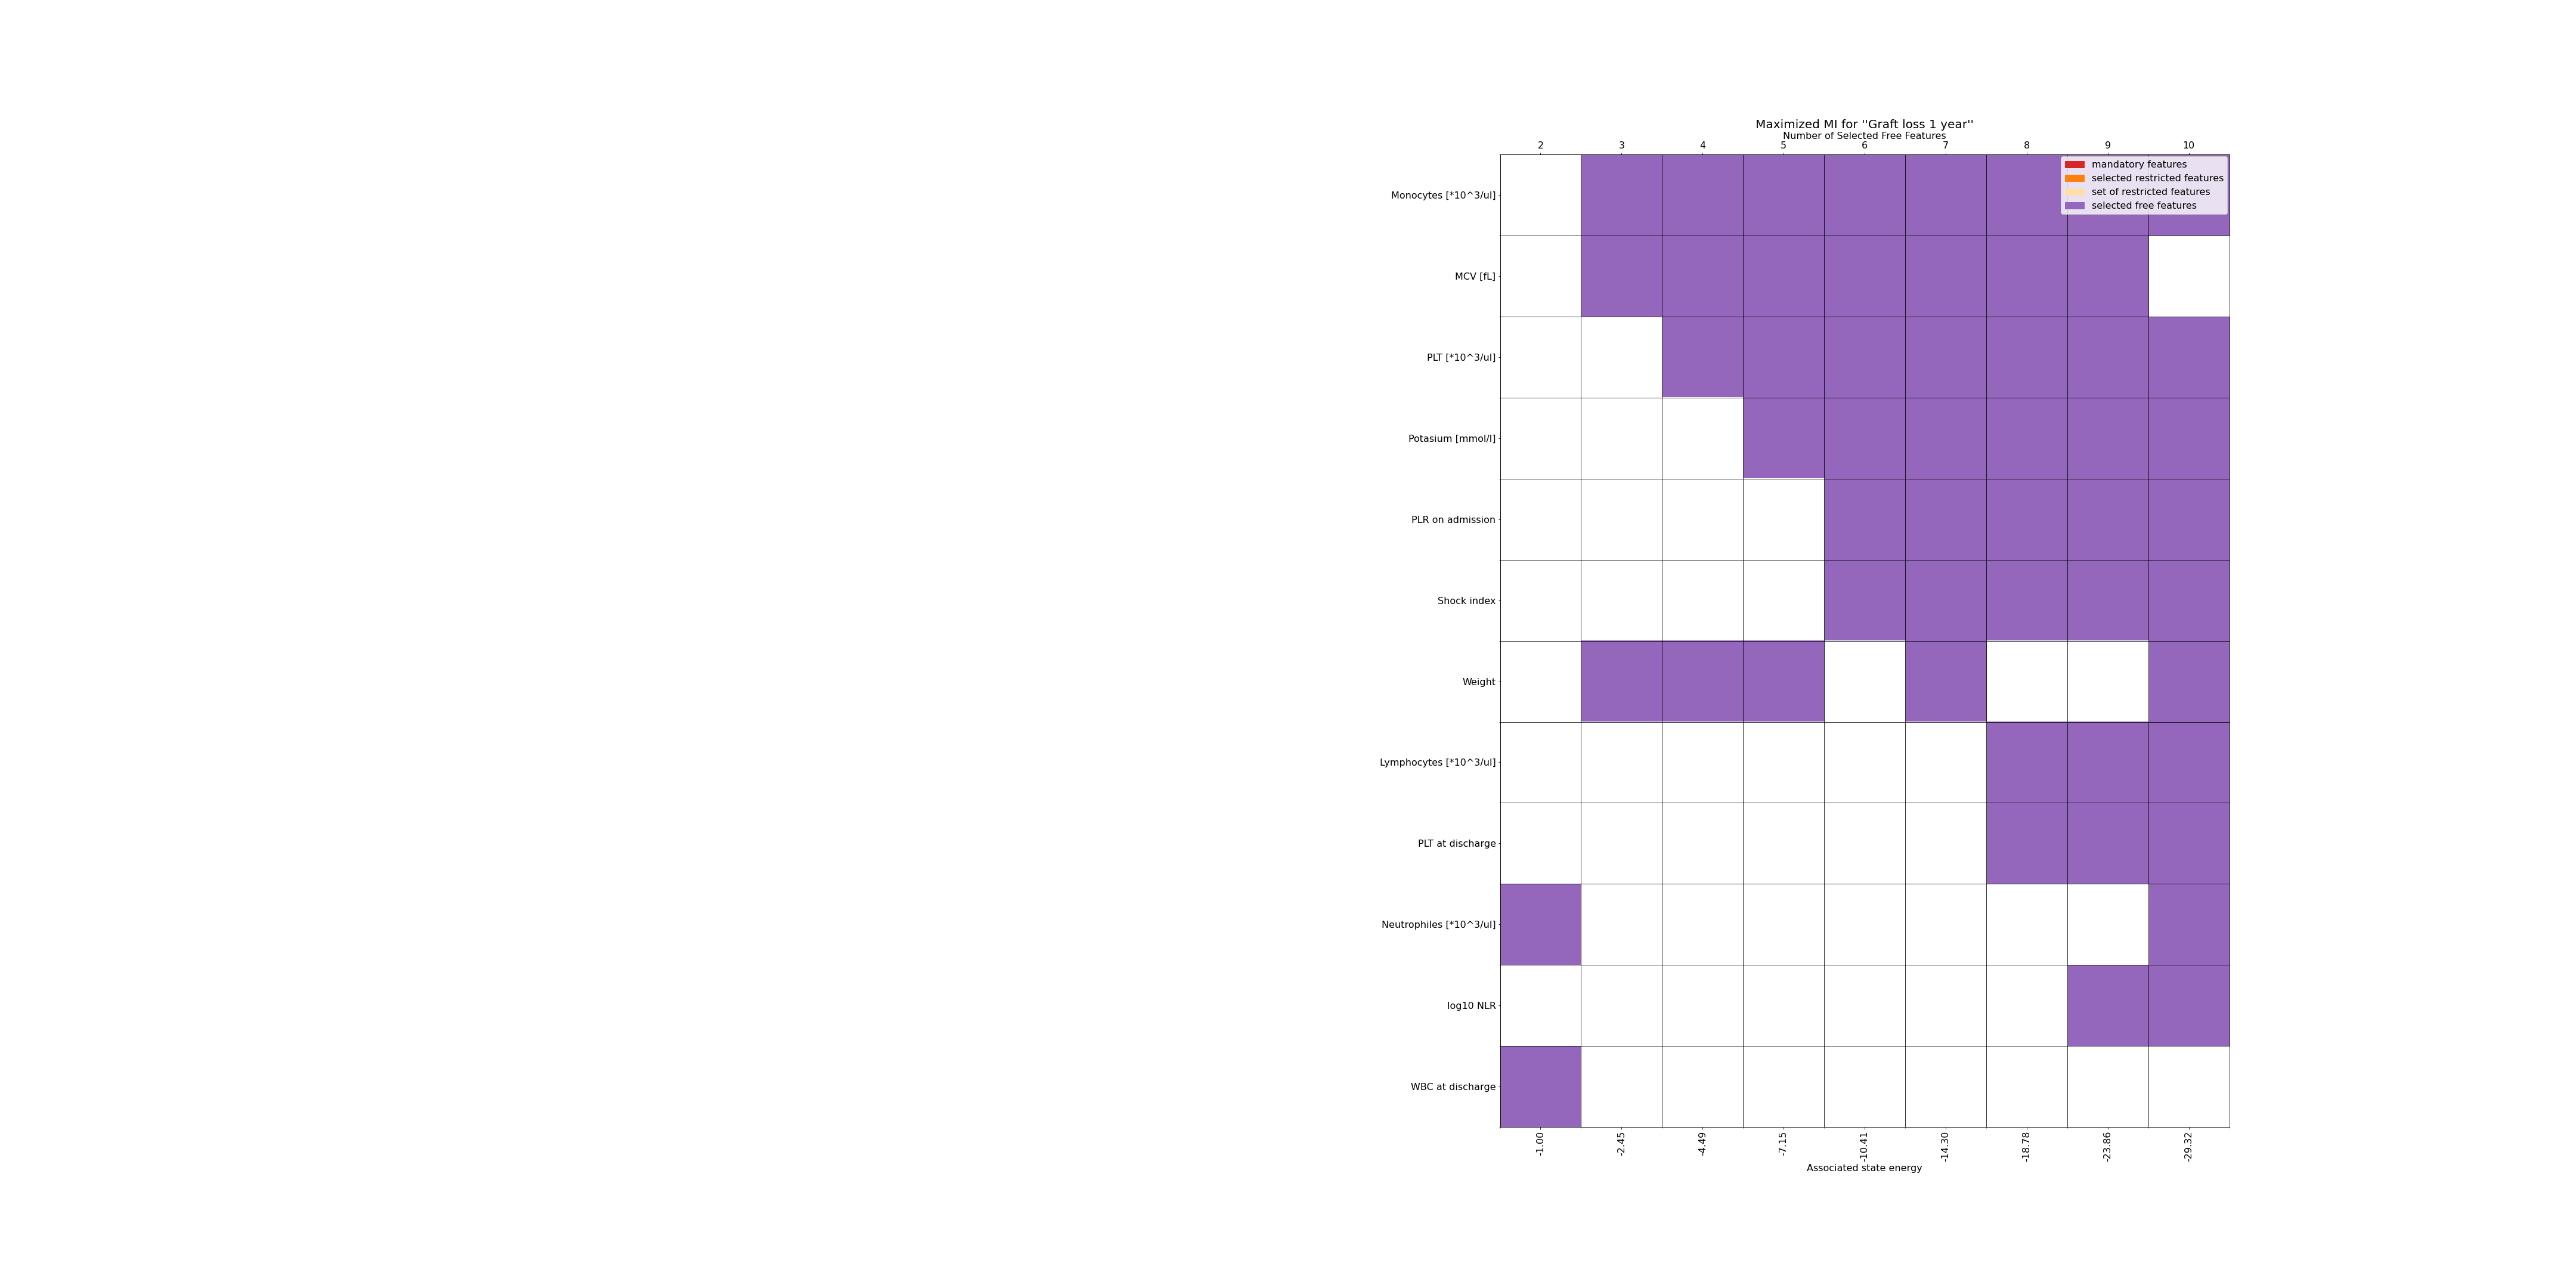 Maximized MI for ''Graft loss 1 year''
Number of Selected Free Features
2 3 4 5 6 7 8 9 10
mandatory features
selected restricted features
set of restricted features
selected free features
Monocytes [*10^3/ul]
MCV [fL]
PLT [*10^3/ul]
Potasium [mmol/l]
PLR on admission
Shock index
Weight
Lymphocytes [*10^3/ul]
PLT at discharge
Neutrophiles [*10^3/ul]
log10 NLR
WBC at discharge
-1.00 -2.45 -4.49 -7.15 -10.41 -14.30 -18.78 -23.86 -29.32
Associated state energy